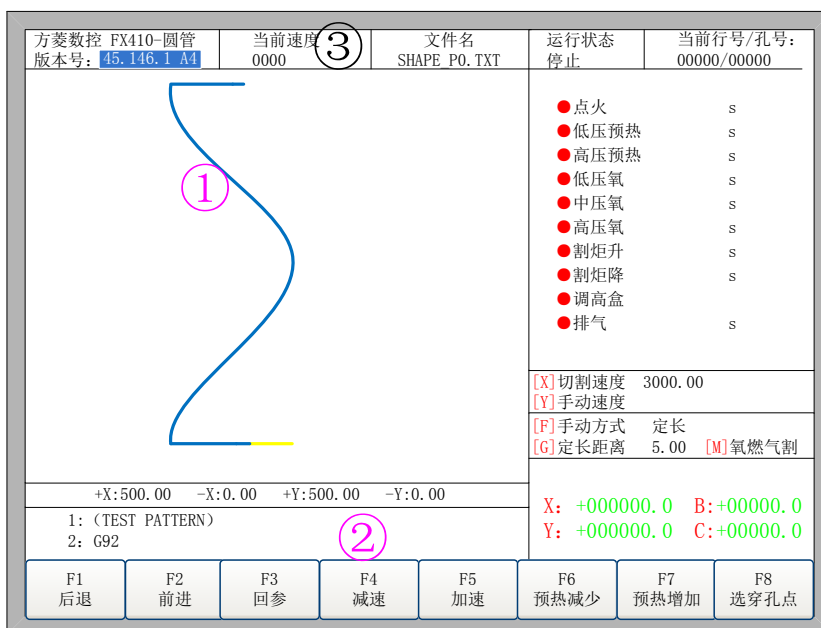 方菱数控 FX410-圆管
版本号: 45.146.1 A4
当前速度
0000
③
文件名
SHAPE_P0.TXT
运行状态
停止
当前行号/孔号:
00000/00000
①
点火 s
低压预热 s
高压预热 s
低压氧 s
中压氧 s
高压氧 s
割炬升 s
割炬降 s
调高盒
排气 s
[X]切割速度 3000.00
[Y]手动速度
[F]手动方式 定长
[G]定长距离 5.00 [M]氧燃气割
+X:500.00 -X:0.00 +Y:500.00 -Y:0.00
1: (TEST PATTERN)
2: G92
②
X: +000000.0 B:+00000.0
Y: +000000.0 C:+00000.0
F1 后退
F2 前进
F3 回参
F4 减速
F5 加速
F6 预热减少
F7 预热增加
F8 选穿孔点